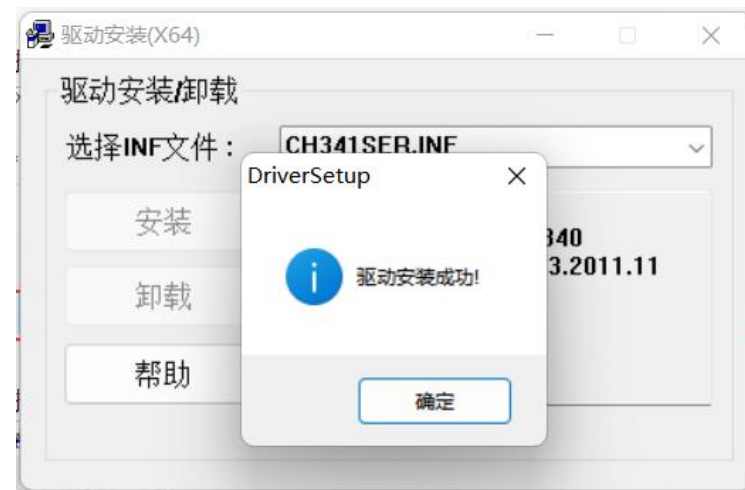 驱动安装(X64)
驱动安装/卸载
选择INF文件：
CH341SER.INF
DriverSetup
安装
340
驱动安装成功!
3.2011.11
卸载
帮助
确定